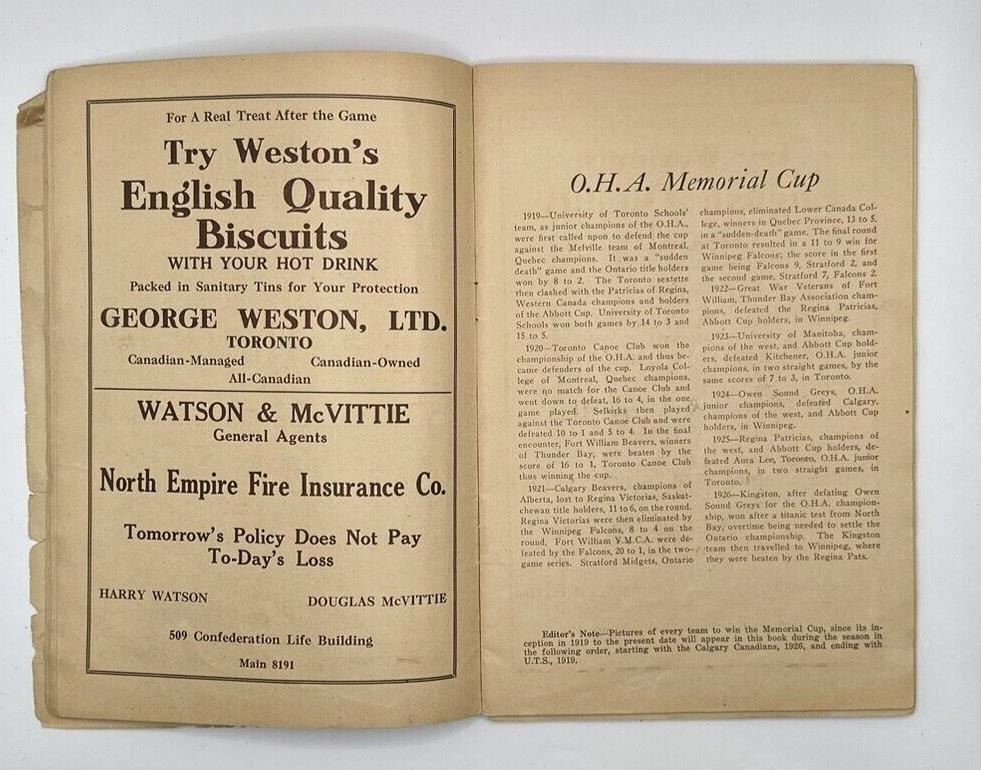 For A Real Treat After the Game
Try Weston's
English Quality
Biscuits
WITH YOUR HOT DRINK
Packed in Sanitary Tins for Your Protection
GEORGE WESTON, LTD.
TORONTO
Canadian-Managed Canadian-Owned
All-Canadian
WATSON & McVITTIE
General Agents
North Empire Fire Insurance Co.
Tomorrow's Policy Does Not Pay
To-Day's Loss
HARRY WATSON DOUGLAS McVITTIE
509 Confederation Life Building
Main 8191
O.H.A. Memorial Cup
1919—University of Toronto Schools'
team, as junior champions of the O.H.A.,
were first called upon to defend the cup
against the Melville team of Montreal,
Quebec champions. It was a "sudden
death" game and the Ontario title holders
won by 8 to 2. The Toronto sextette
then clashed with the Patricias of Regina,
Western Canada champions and holders
of the Abbott Cup. University of Toronto
Schools won both games by 14 to 3 and
15 to 5.
1920—Toronto Canoe Club won the
championship of the O.H.A. and thus be-
came defenders of the cup. Loyola Col-
lege of Montreal, Quebec champions,
were no match for the Canoe Club and
went down to defeat, 16 to 4, in the one
game played. Selkirks then played
against the Toronto Canoe Club and were
defeated 10 to 1 and 5 to 4. In the final
encounter, Fort William Beavers, winners
of Thunder Bay, were beaten by the
score of 16 to 1, Toronto Canoe Club
thus winning the cup.
1921—Calgary Beavers, champions of
Alberta, lost to Regina Victorias, Saskat-
chewan title holders, 11 to 6, on the round.
Regina Victorias were then eliminated by
the Winnipeg Falcons, 8 to 4 on the
round. Fort William Y.M.C.A. were de-
feated by the Falcons, 20 to 1, in the two-
game series. Stratford Midgets, Ontario
champions, eliminated Lower Canada Col-
lege, winners in Quebec Province, 13 to 5,
in a "sudden-death" game. The final round
at Toronto resulted in a 11 to 9 win for
Winnipeg Falcons; the score in the first
game being Falcons 9, Stratford 2, and
the second game, Stratford 7, Falcons 2.
1922—Great War Veterans of Fort
William, Thunder Bay Association cham-
pions, defeated the Regina Patricias,
Abbott Cup holders, in Winnipeg.
1923—University of Manitoba, cham-
pions of the west, and Abbott Cup hold-
ers, defeated Kitchener, O.H.A. junior
champions, in two straight games, by the
same scores of 7 to 3, in Toronto.
1924—Owen Sound Greys, O.H.A.
junior champions, defeated Calgary,
champions of the west, and Abbott Cup
holders, in Winnipeg.
1925—Regina Patricias, champions of
the west, and Abbott Cup holders, de-
feated Aura Lee, Toronto, O.H.A. junior
champions, in two straight games, in
Toronto.
1926—Kingston, after defating Owen
Sound Greys for the O.H.A. champion-
ship, won after a titanic test from North
Bay, overtime being needed to settle the
Ontario championship. The Kingston
team then travelled to Winnipeg, where
they were beaten by the Regina Pats.
Editor's Note—Pictures of every team to win the Memorial Cup, since its in-
ception in 1919 to the present date will appear in this book during the season in
the following order, starting with the Calgary Canadians, 1926, and ending with
U.T.S., 1919.